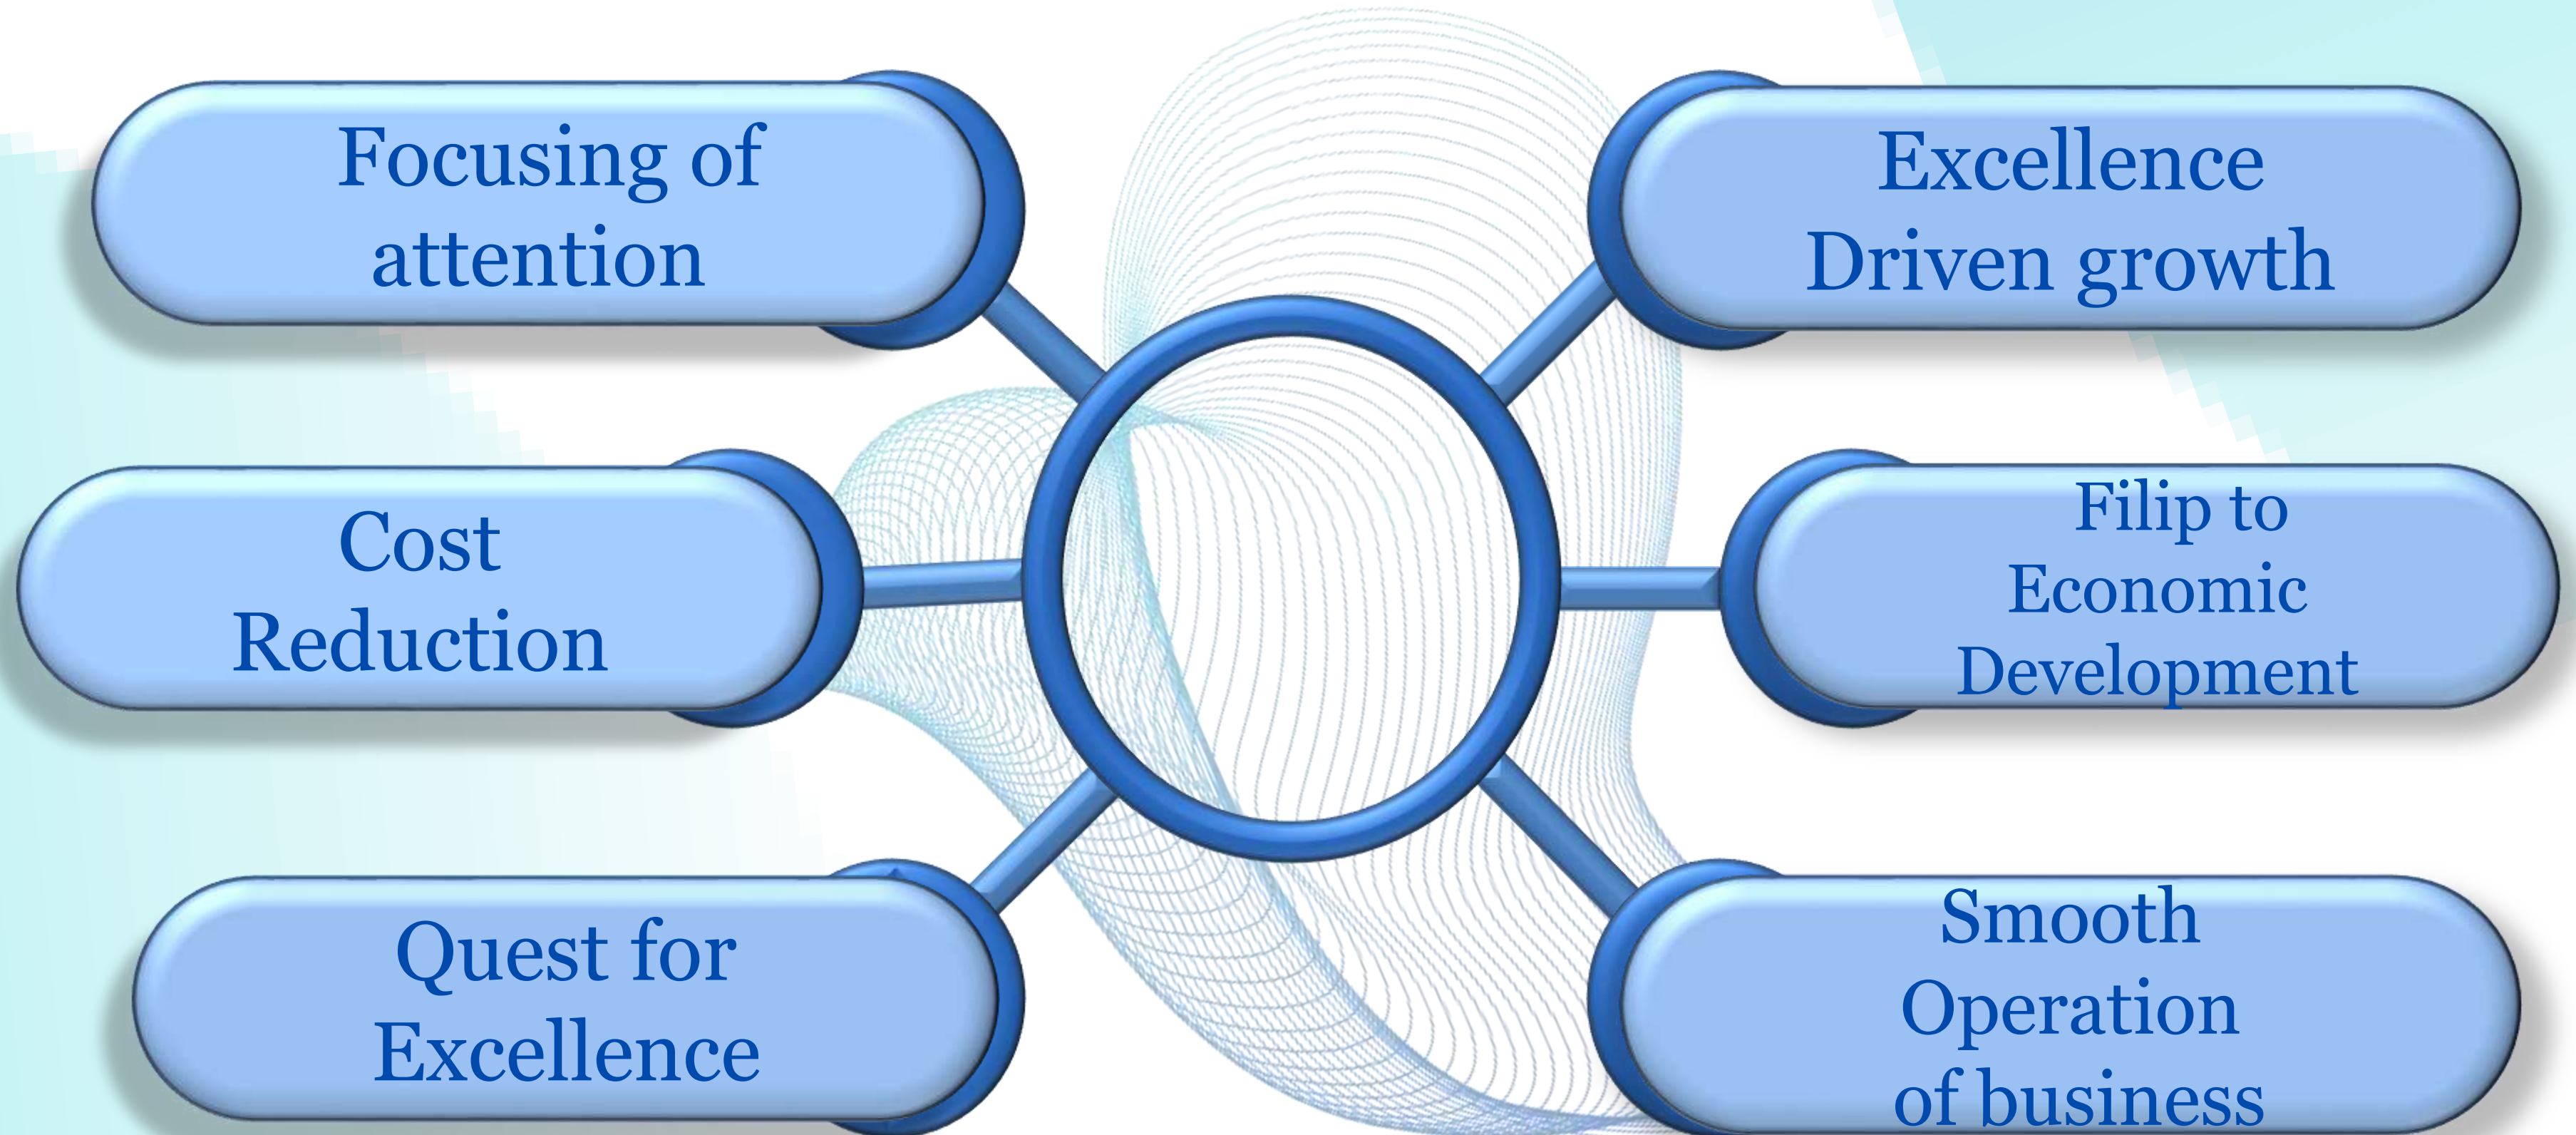 Focusing of
attention
Cost
Reduction
Quest for
Excellence
Excellence
Driven growth
Filip to
Economic
Development
Smooth
Operation
of business